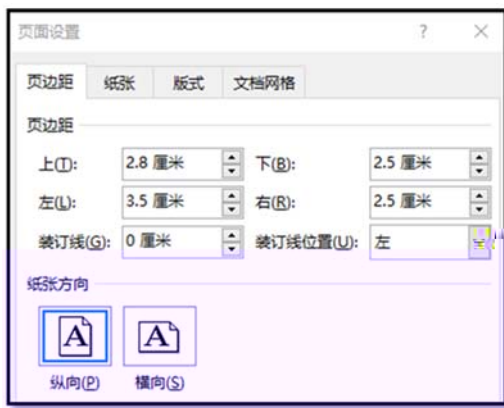 页面设置 ? ×
页边距 纸张 版式 文档网格
页边距
上(T): 2.8 厘米 下(B): 2.5 厘米
左(L): 3.5 厘米 右(R): 2.5 厘米
装订线(G): 0 厘米 装订线位置(U): 左
纸张方向
A A
纵向(P) 横向(S)